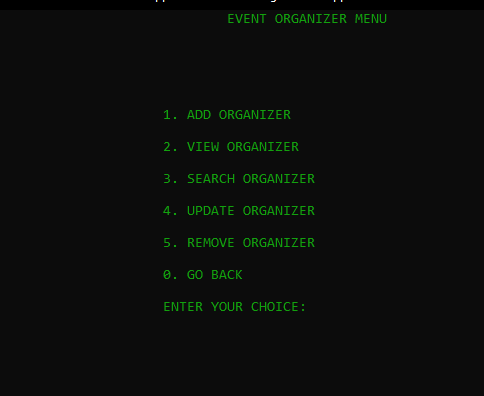 EVENT ORGANIZER MENU
1. ADD ORGANIZER
2. VIEW ORGANIZER
3. SEARCH ORGANIZER
4. UPDATE ORGANIZER
5. REMOVE ORGANIZER
0. GO BACK
ENTER YOUR CHOICE: